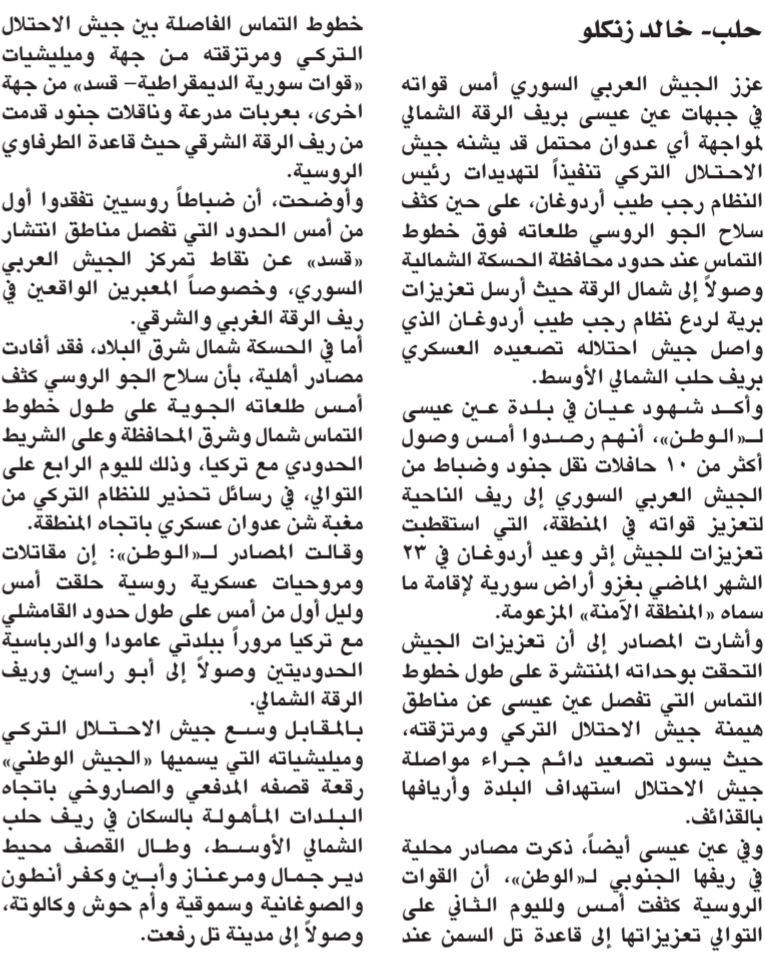 حلب- خالد زنكلو
عزز الجيش العربي السوري أمس قواته
في جبهات عين عيسى بريف الرقة الشمالي
لمواجهة أي عدوان محتمل قد يشنه جيش
الاحتلال التركي تنفيذاً لتهديدات رئيس
النظام رجب طيب أردوغان، على حين كثف
سلاح الجو الروسي طلعاته فوق خطوط
التماس عند حدود محافظة الحسكة الشمالية
وصولاً إلى شمال الرقة حيث أرسل تعزيزات
برية لردع نظام رجب طيب أردوغان الذي
واصل جيش احتلاله تصعيده العسكري
بريف حلب الشمالي الأوسط.
وأكد شهود عيان في بلدة عين عيسى
لـ«الوطن»، أنهم رصدوا أمس وصول
أكثر من ١٠ حافلات نقل جنود وضباط من
الجيش العربي السوري إلى ريف الناحية
لتعزيز قواته في المنطقة، التي استقطبت
تعزيزات للجيش إثر وعيد أردوغان في ٢٣
الشهر الماضي بغزو أراض سورية لإقامة ما
سماه «المنطقة الآمنة» المزعومة.
وأشارت المصادر إلى أن تعزيزات الجيش
التحقت بوحداته المنتشرة على طول خطوط
التماس التي تفصل عين عيسى عن مناطق
هيمنة جيش الاحتلال التركي ومرتزقته،
حيث يسود تصعيد دائم جراء مواصلة
جيش الاحتلال استهداف البلدة وأريافها
بالقذائف.
وفي عين عيسى أيضاً، ذكرت مصادر محلية
في ريفها الجنوبي لـ«الوطن»، أن القوات
الروسية كثفت أمس ولليوم الثاني على
التوالي تعزيزاتها إلى قاعدة تل السمن عند
خطوط التماس الفاصلة بين جيش الاحتلال
التركي ومرتزقته من جهة وميليشيات
«قوات سورية الديمقراطية– قسد» من جهة
اخرى، بعربات مدرعة وناقلات جنود قدمت
من ريف الرقة الشرقي حيث قاعدة الطرفاوي
الروسية.
وأوضحت، أن ضباطاً روسيين تفقدوا أول
من أمس الحدود التي تفصل مناطق انتشار
«قسد» عن نقاط تمركز الجيش العربي
السوري، وخصوصاً المعبرين الواقعين في
ريف الرقة الغربي والشرقي.
أما في الحسكة شمال شرق البلاد، فقد أفادت
مصادر أهلية، بأن سلاح الجو الروسي كثف
أمس طلعاته الجوية على طول خطوط
التماس شمال وشرق المحافظة وعلى الشريط
الحدودي مع تركيا، وذلك لليوم الرابع على
التوالي، في رسائل تحذير للنظام التركي من
مغبة شن عدوان عسكري باتجاه المنطقة.
وقالت المصادر لـ«الوطن»: إن مقاتلات
ومروحيات عسكرية روسية حلقت أمس
وليل أول من أمس على طول حدود القامشلي
مع تركيا مروراً ببلدتي عامودا والدرباسية
الحدوديتين وصولاً إلى أبو راسين وريف
الرقة الشمالي.
بالمقابل وسع جيش الاحتلال التركي
وميليشياته التي يسميها «الجيش الوطني»
رقعة قصفه المدفعي والصاروخي باتجاه
البلدات المأهولة بالسكان في ريف حلب
الشمالي الأوسط، وطال القصف محيط
دير جمال ومرعناز وأبين وكفر أنطون
والصوغانية وسموقية وأم حوش وكالوتة،
وصولاً إلى مدينة تل رفعت.